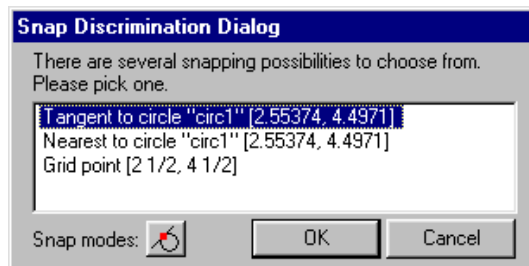 Snap Discrimination Dialog
There are several snapping possibilities to choose from.
Please pick one.
Tangent to circle "circ1" [2.55374, 4.4971]
Nearest to circle "circ1" [2.55374, 4.4971]
Grid point [2 1/2, 4 1/2]
Snap modes: OK Cancel